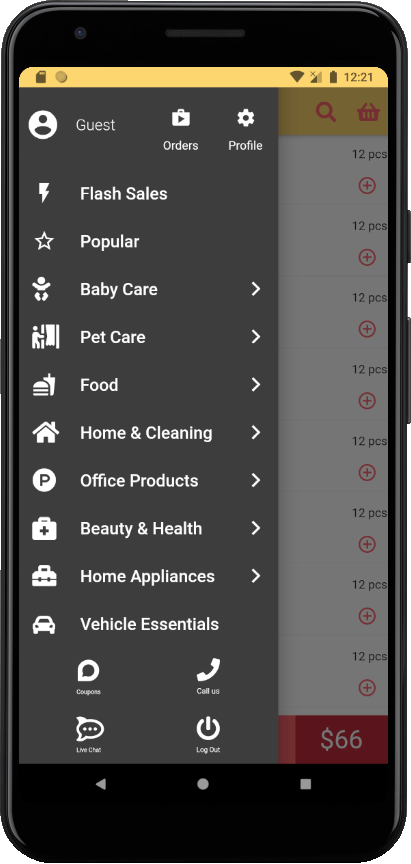 12:21
Guest
Orders
Profile
12 pcs
Flash Sales
12 pcs
Popular
Baby Care
12 pcs
Pet Care
12 pcs
Food
Home & Cleaning
12 pcs
Office Products
12 pcs
Beauty & Health
Home Appliances
12 pcs
Vehicle Essentials
12 pcs
Coupons
Call us
$66
Live Chat
Log Out